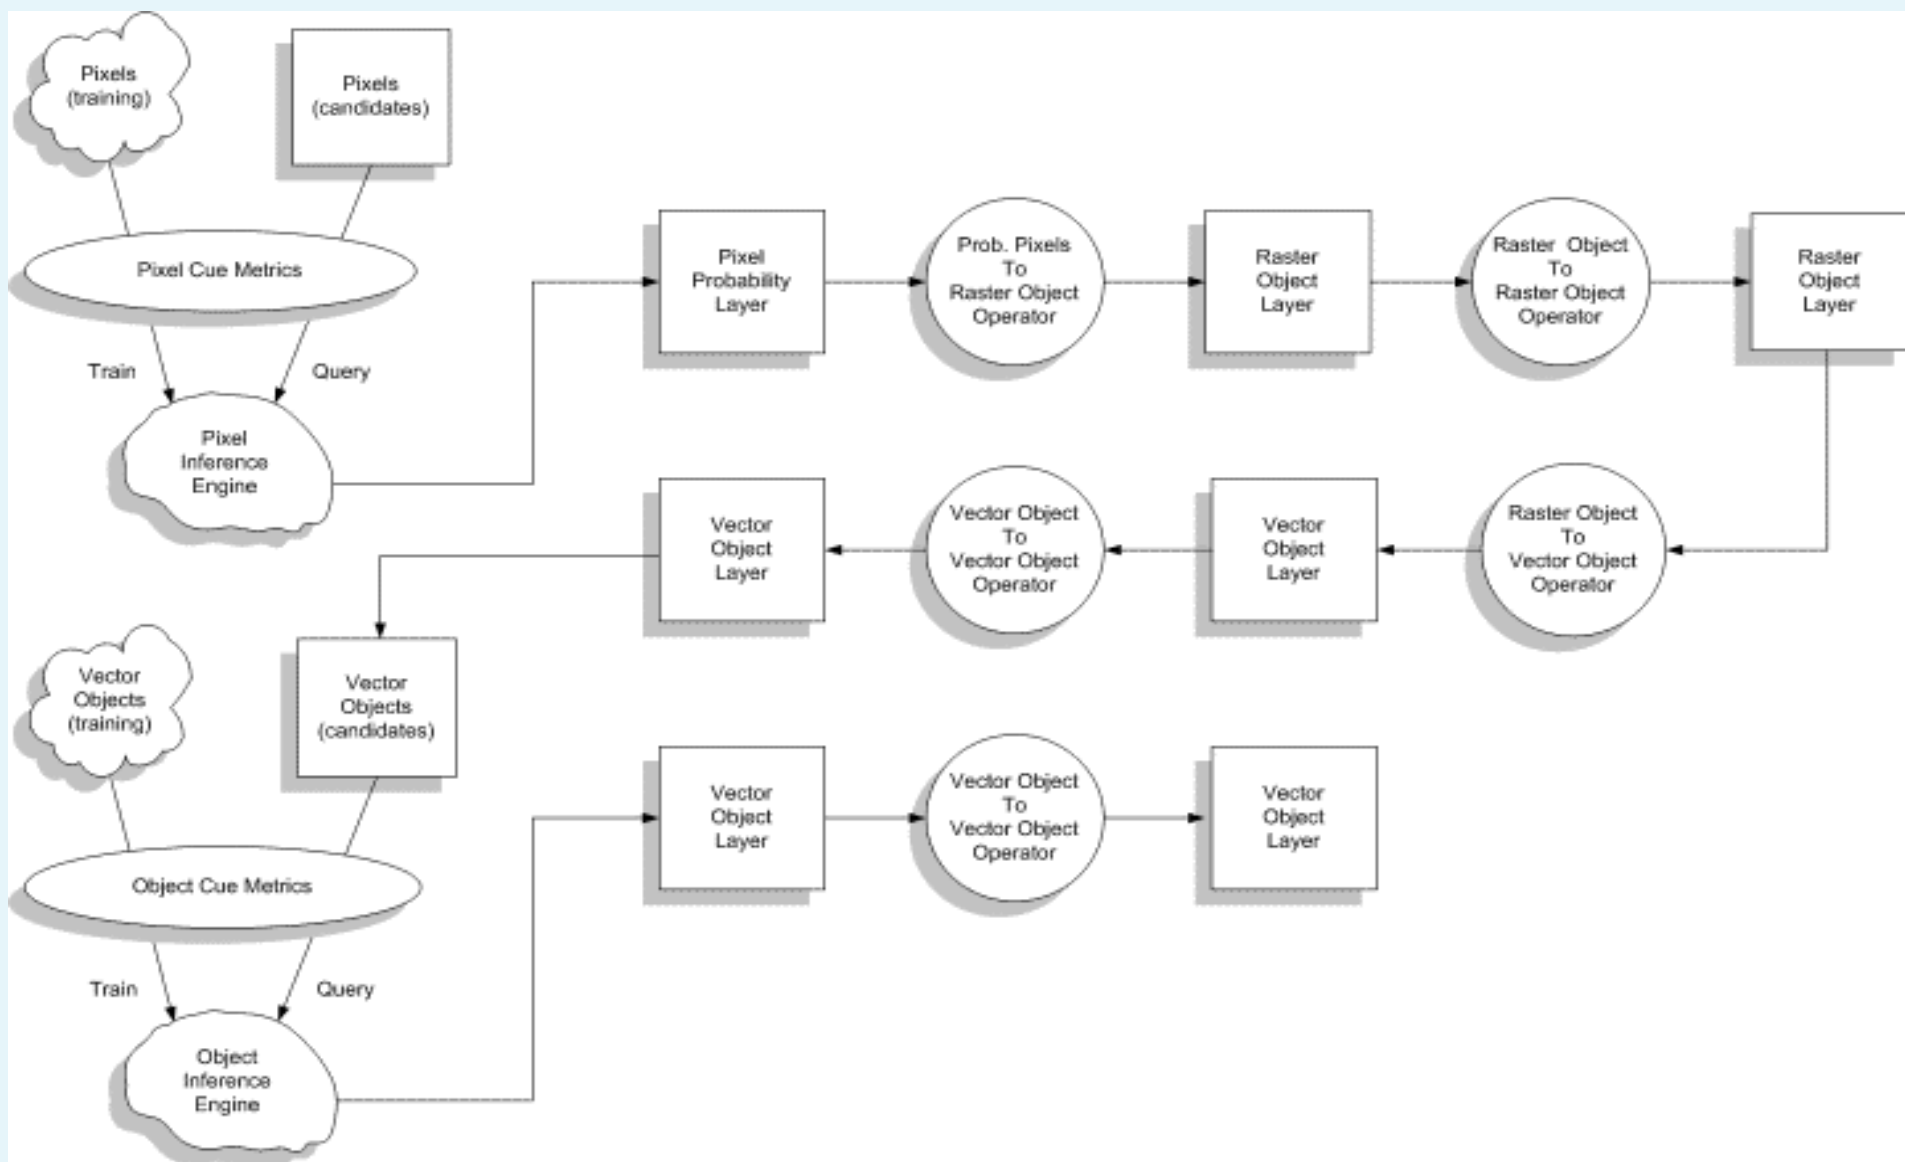 Pixels
(training)
Pixels
(candidates)
Pixel Cue Metrics
Train
Query
Pixel
Inference
Engine
Pixel
Probability
Layer
Prob. Pixels
To
Raster Object
Operator
Raster
Object
Layer
Raster Object
To
Raster Object
Operator
Raster
Object
Layer
Raster Object
To
Vector Object
Operator
Vector
Object
Layer
Vector Object
To
Vector Object
Operator
Vector
Object
Layer
Vector
Objects
(training)
Vector
Objects
(candidates)
Object Cue Metrics
Train
Query
Object
Inference
Engine
Vector
Object
Layer
Vector Object
To
Vector Object
Operator
Vector
Object
Layer